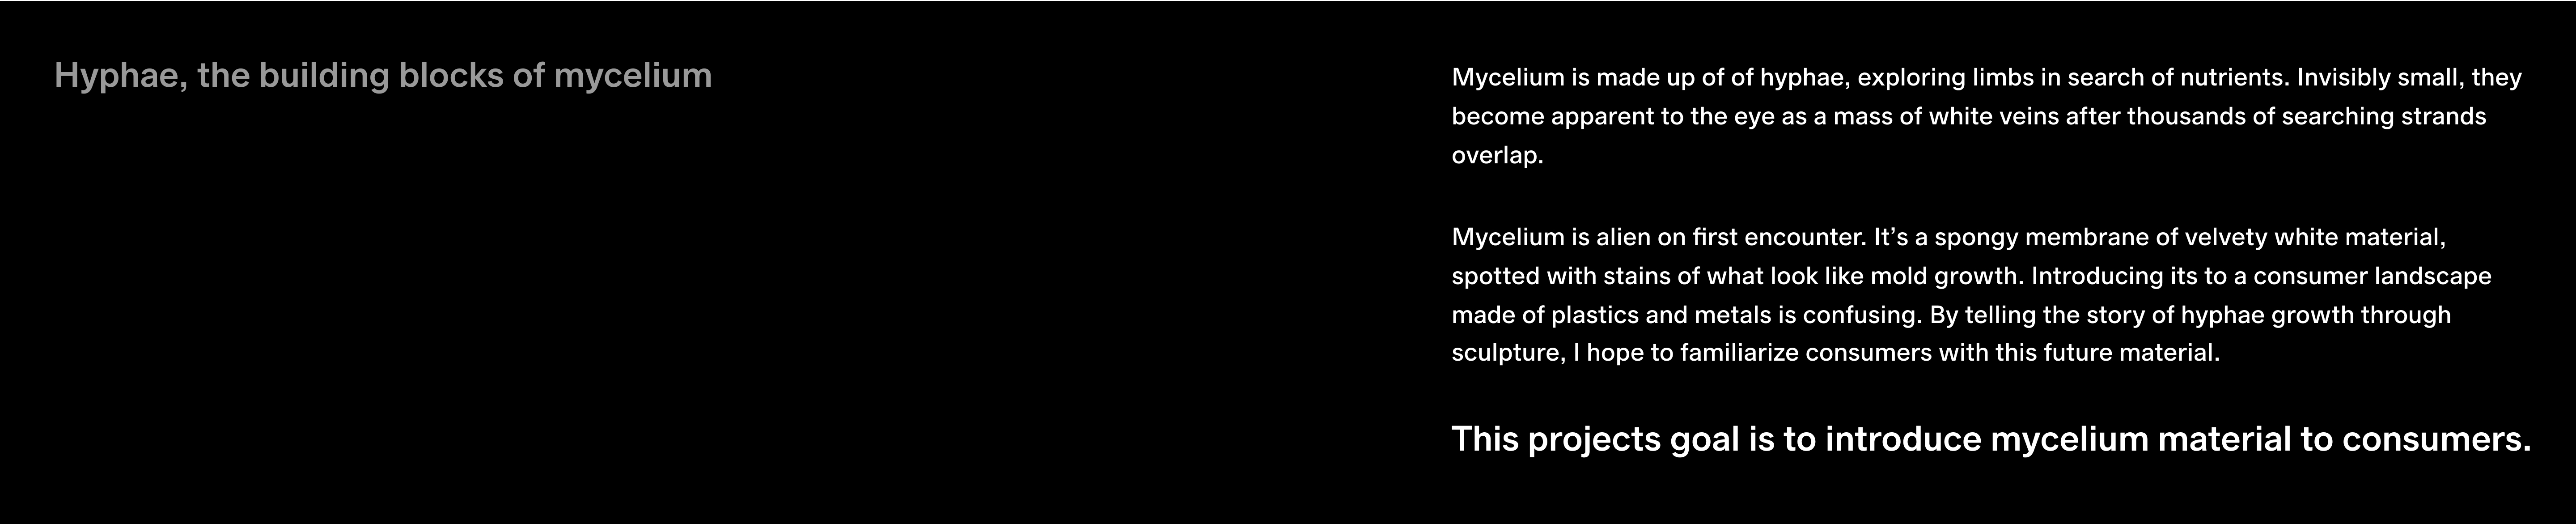 Hyphae, the building blocks of mycelium
Mycelium is made up of of hyphae, exploring limbs in search of nutrients. Invisibly small, they
become apparent to the eye as a mass of white veins after thousands of searching strands
overlap.
Mycelium is alien on first encounter. It’s a spongy membrane of velvety white material,
spotted with stains of what look like mold growth. Introducing its to a consumer landscape
made of plastics and metals is confusing. By telling the story of hyphae growth through
sculpture, I hope to familiarize consumers with this future material.
This projects goal is to introduce mycelium material to consumers.